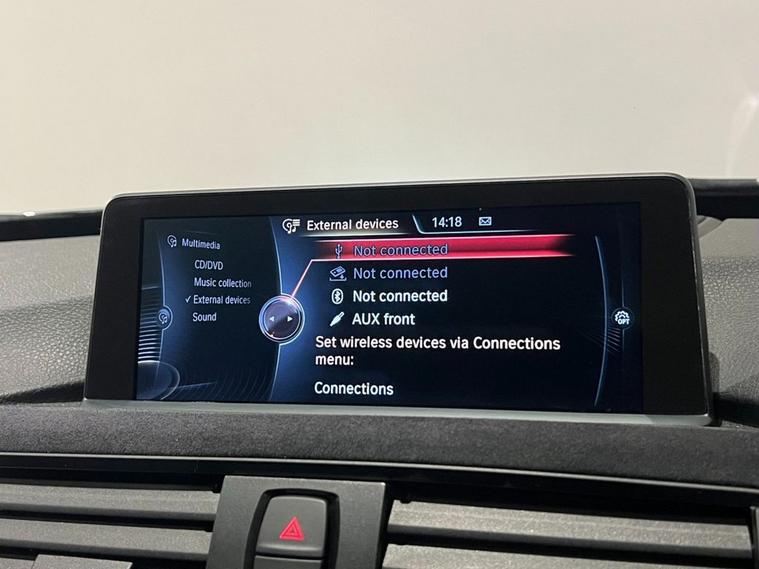 External devices 14:18
Multimedia
CD/DVD
Music collection
External devices
Sound
Not connected
Not connected
Not connected
AUX front
Set wireless devices via Connections
menu:
Connections
OPT